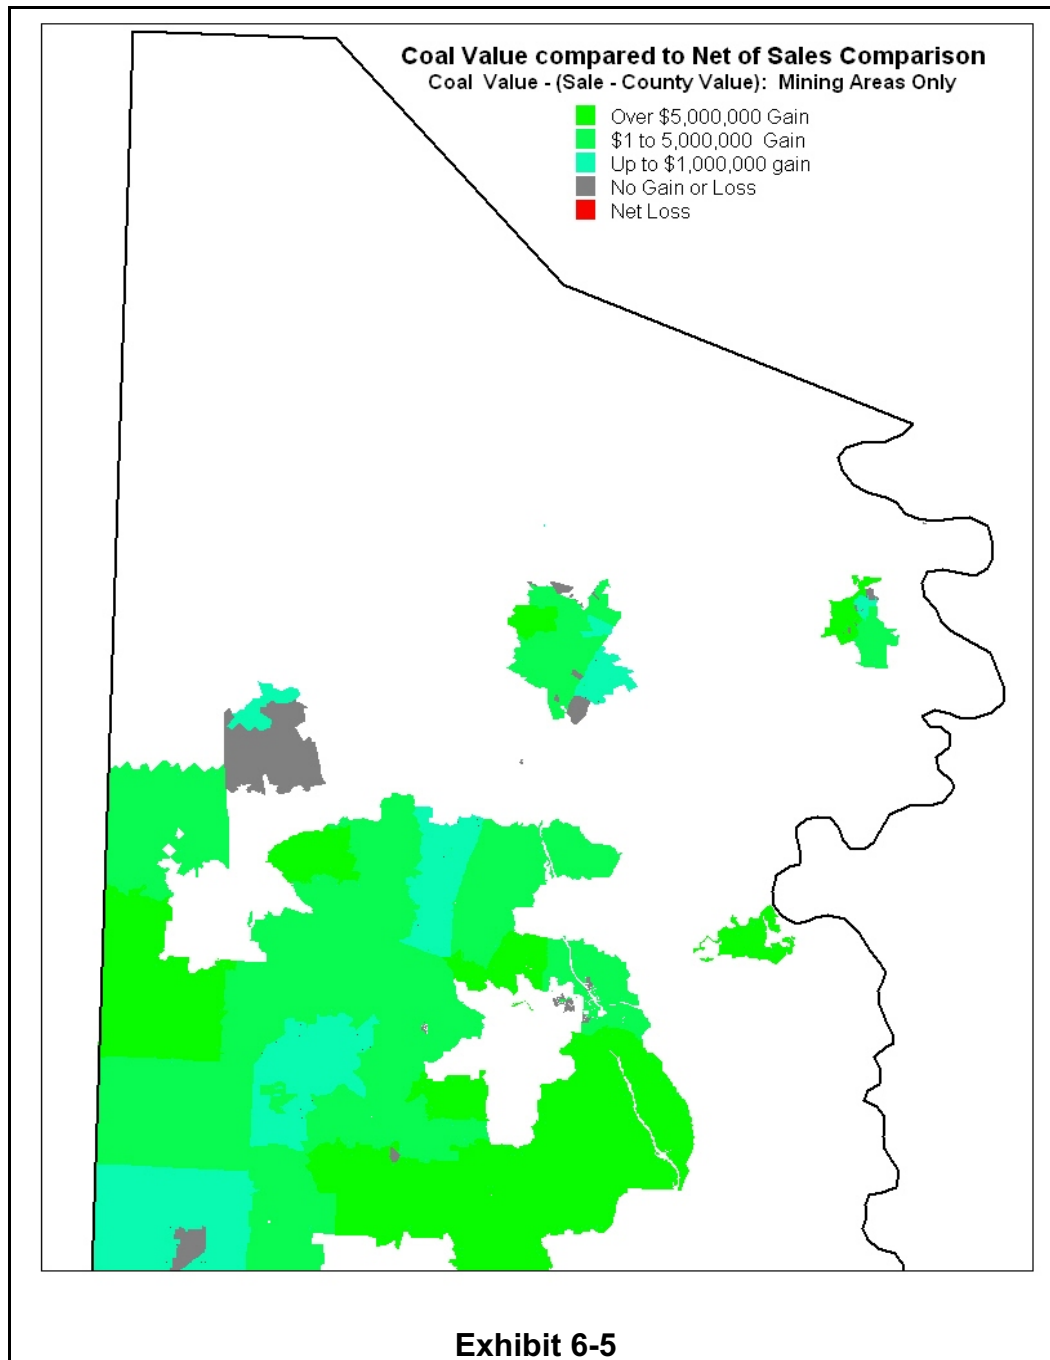 Coal Value compared to Net of Sales Comparison
Coal Value - (Sale - County Value): Mining Areas Only
Over $5,000,000 Gain
$1 to 5,000,000 Gain
Up to $1,000,000 gain
No Gain or Loss
Net Loss
Exhibit 6-5